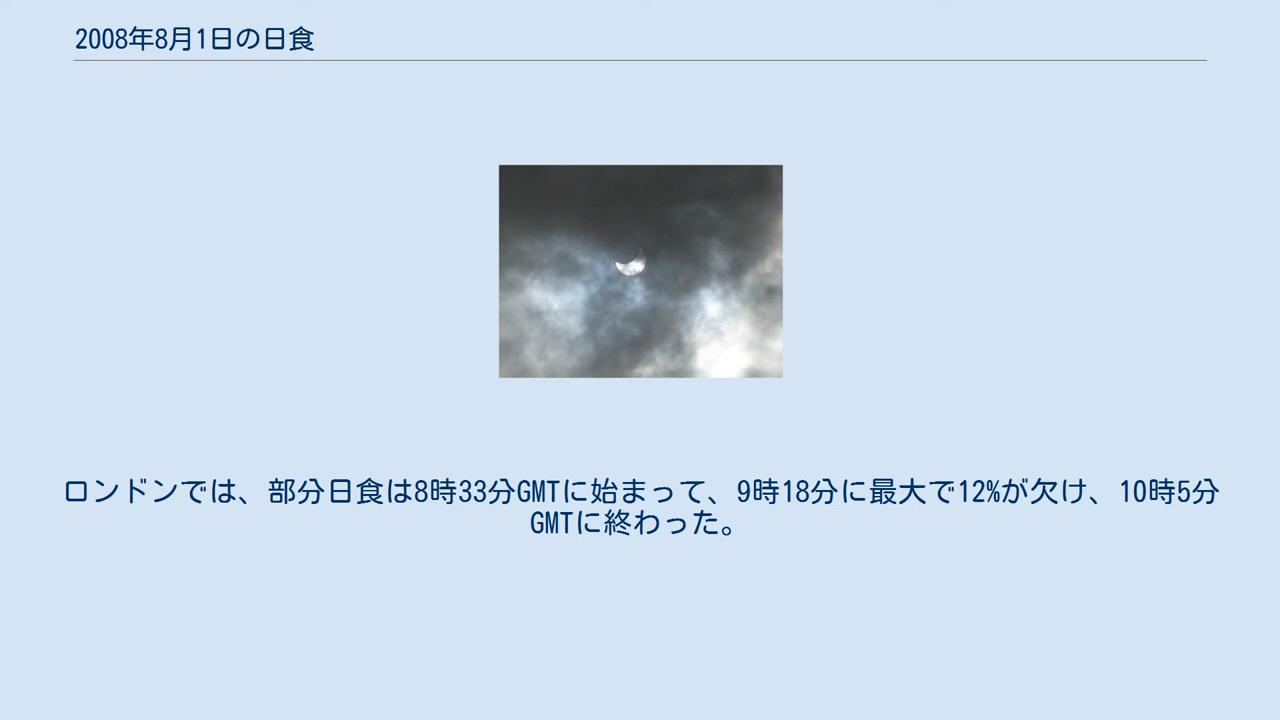 2008年8月1日の日食
ロンドンでは、部分日食は8時33分GMTに始まって、9時18分に最大で12%が欠け、10時5分
GMTに終わった。